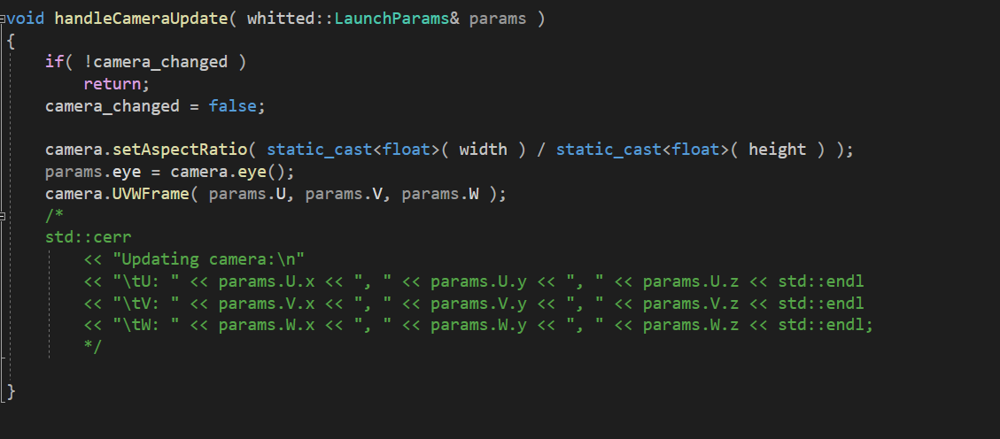 void handleCameraUpdate( whitted::LaunchParams& params )
{
    if( !camera_changed )
        return;
    camera_changed = false;

    camera.setAspectRatio( static_cast<float>( width ) / static_cast<float>( height ) );
    params.eye = camera.eye();
    camera.UVWFrame( params.U, params.V, params.W );
    /*
    std::cerr
        << "Updating camera:\n"
        << "\tU: " << params.U.x << ", " << params.U.y << ", " << params.U.z << std::endl
        << "\tV: " << params.V.x << ", " << params.V.y << ", " << params.V.z << std::endl
        << "\tW: " << params.W.x << ", " << params.W.y << ", " << params.W.z << std::endl;
        */

}